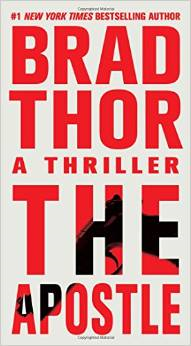 #1 NEW YORK TIMES BESTSELLING AUTHOR
BRAD
THOR
A THRILLER
THE
APOSTLE